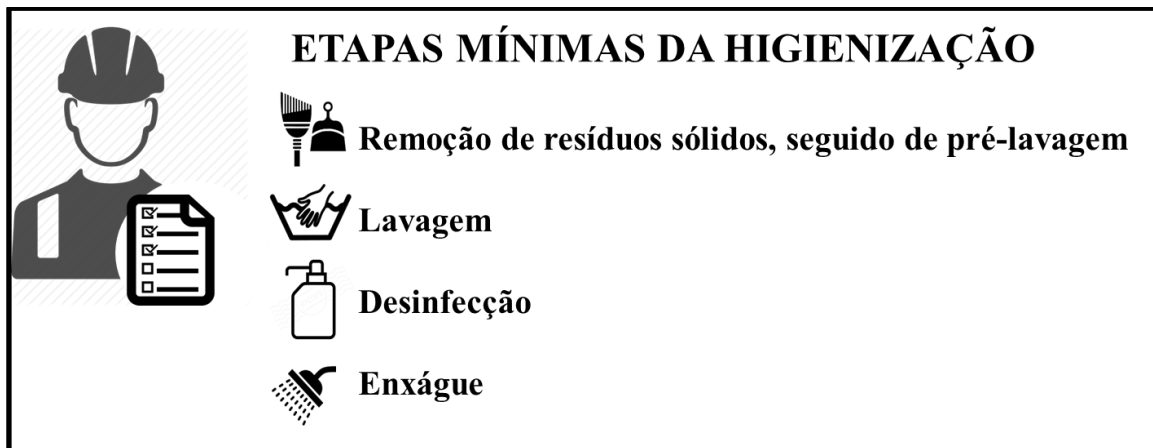 ETAPAS MÍNIMAS DA HIGIENIZAÇÃO
Remoção de resíduos sólidos, seguido de pré-lavagem
Lavagem
Desinfecção
Enxágue